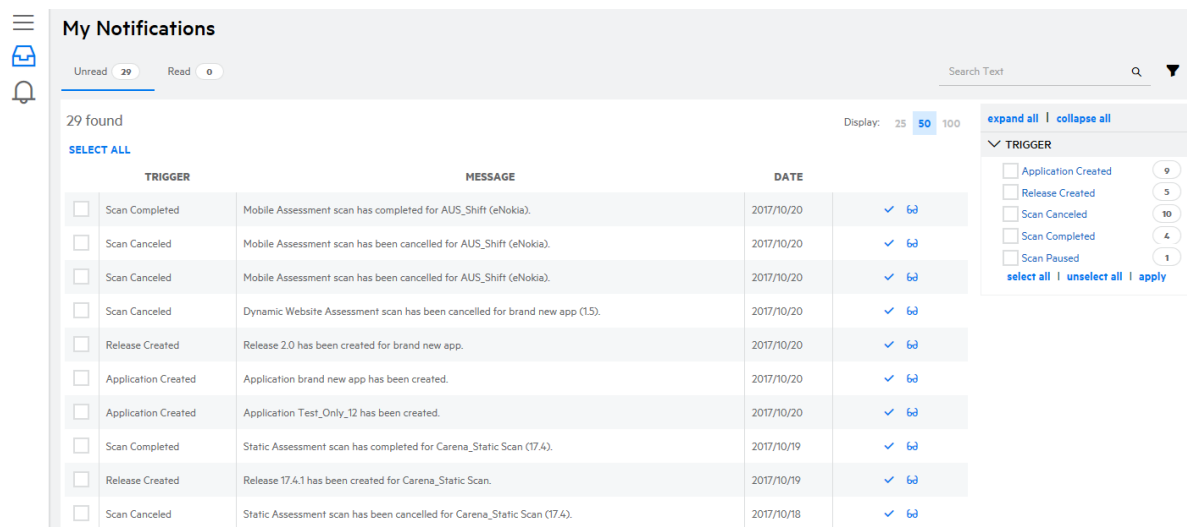 My Notifications
Unread 29 Read 0 Search Text
29 found Display: 25 50 100
SELECT ALL
TRIGGER MESSAGE DATE
Scan Completed Mobile Assessment scan has completed for AUS_Shift (eNokia). 2017/10/20
Scan Canceled Mobile Assessment scan has been cancelled for AUS_Shift (eNokia). 2017/10/20
Scan Canceled Mobile Assessment scan has been cancelled for AUS_Shift (eNokia). 2017/10/20
Scan Canceled Dynamic Website Assessment scan has been cancelled for brand new app (1.5). 2017/10/20
Release Created Release 2.0 has been created for brand new app. 2017/10/20
Application Created Application brand new app has been created. 2017/10/20
Application Created Application Test_Only_12 has been created. 2017/10/20
Scan Completed Static Assessment scan has completed for Carena_Static Scan (17.4). 2017/10/19
Release Created Release 17.4.1 has been created for Carena_Static Scan. 2017/10/19
Scan Canceled Static Assessment scan has been cancelled for Carena_Static Scan (17.4). 2017/10/18
expand all | collapse all
TRIGGER
Application Created 9
Release Created 5
Scan Canceled 10
Scan Completed 4
Scan Paused 1
select all | unselect all | apply